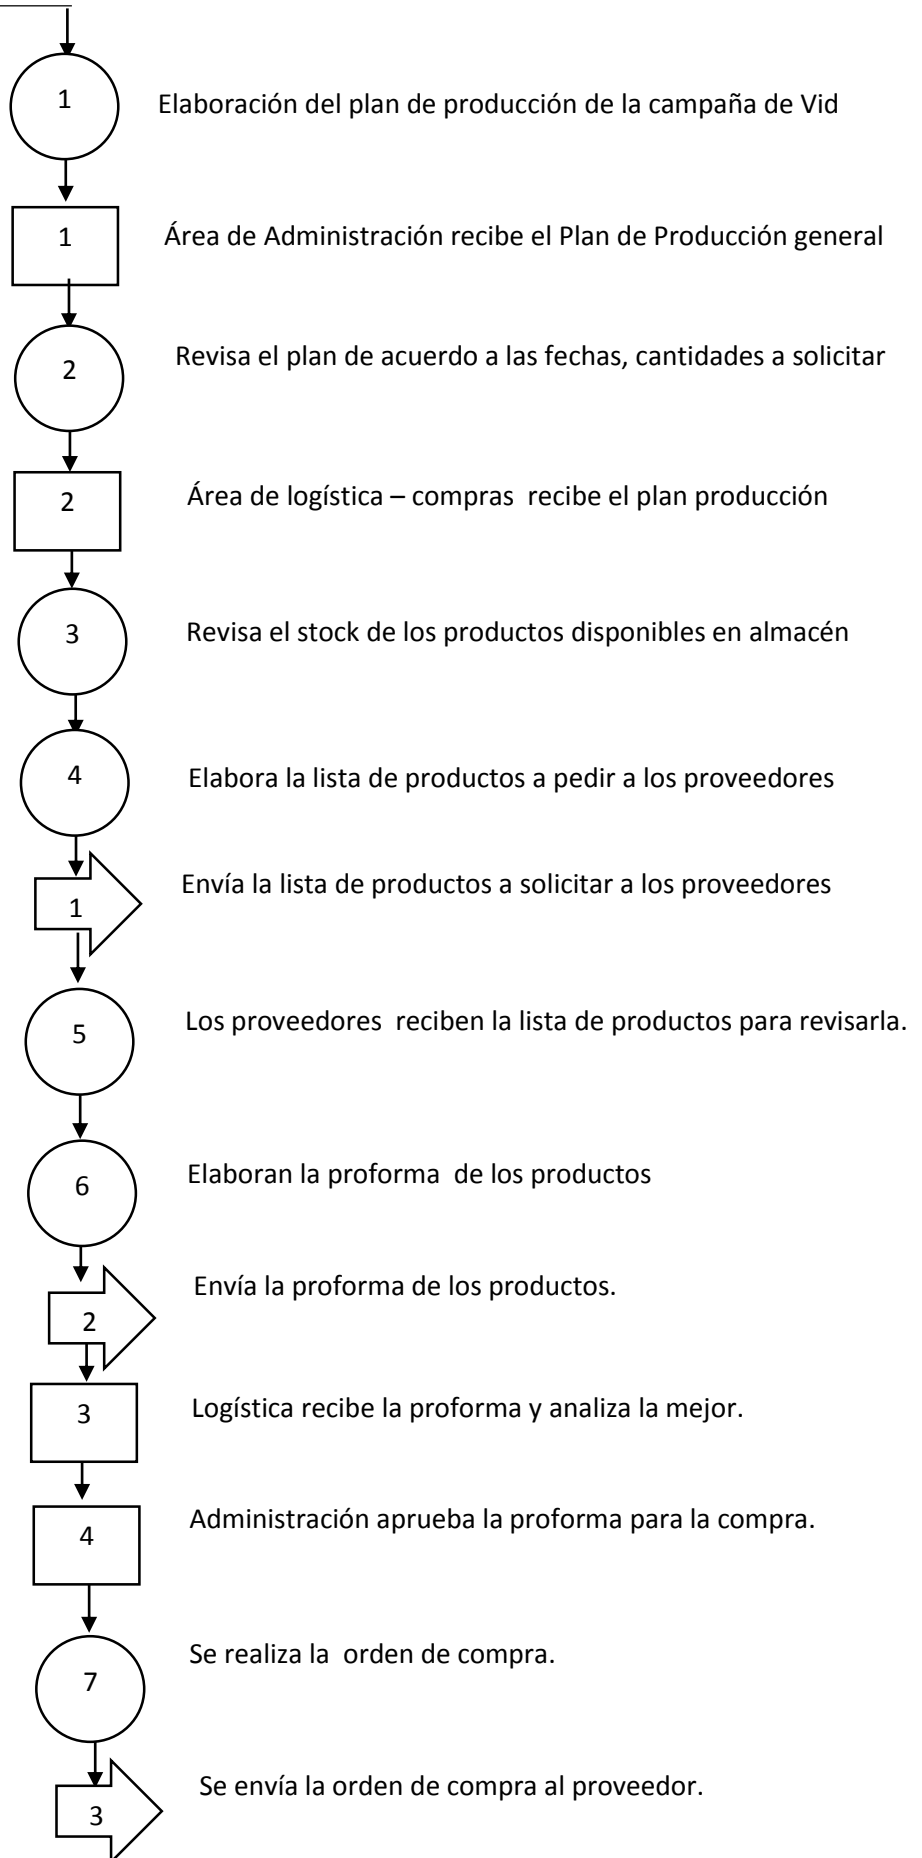 1 Elaboración del plan de producción de la campaña de Vid
1 Área de Administración recibe el Plan de Producción general
2 Revisa el plan de acuerdo a las fechas, cantidades a solicitar
2 Área de logística – compras  recibe el plan producción
3 Revisa el stock de los productos disponibles en almacén
4 Elabora la lista de productos a pedir a los proveedores
1 Envía la lista de productos a solicitar a los proveedores
5 Los proveedores  reciben la lista de productos para revisarla.
6 Elaboran la proforma  de los productos
2 Envía la proforma de los productos.
3 Logística recibe la proforma y analiza la mejor.
4 Administración aprueba la proforma para la compra.
7 Se realiza la  orden de compra.
3 Se envía la orden de compra al proveedor.